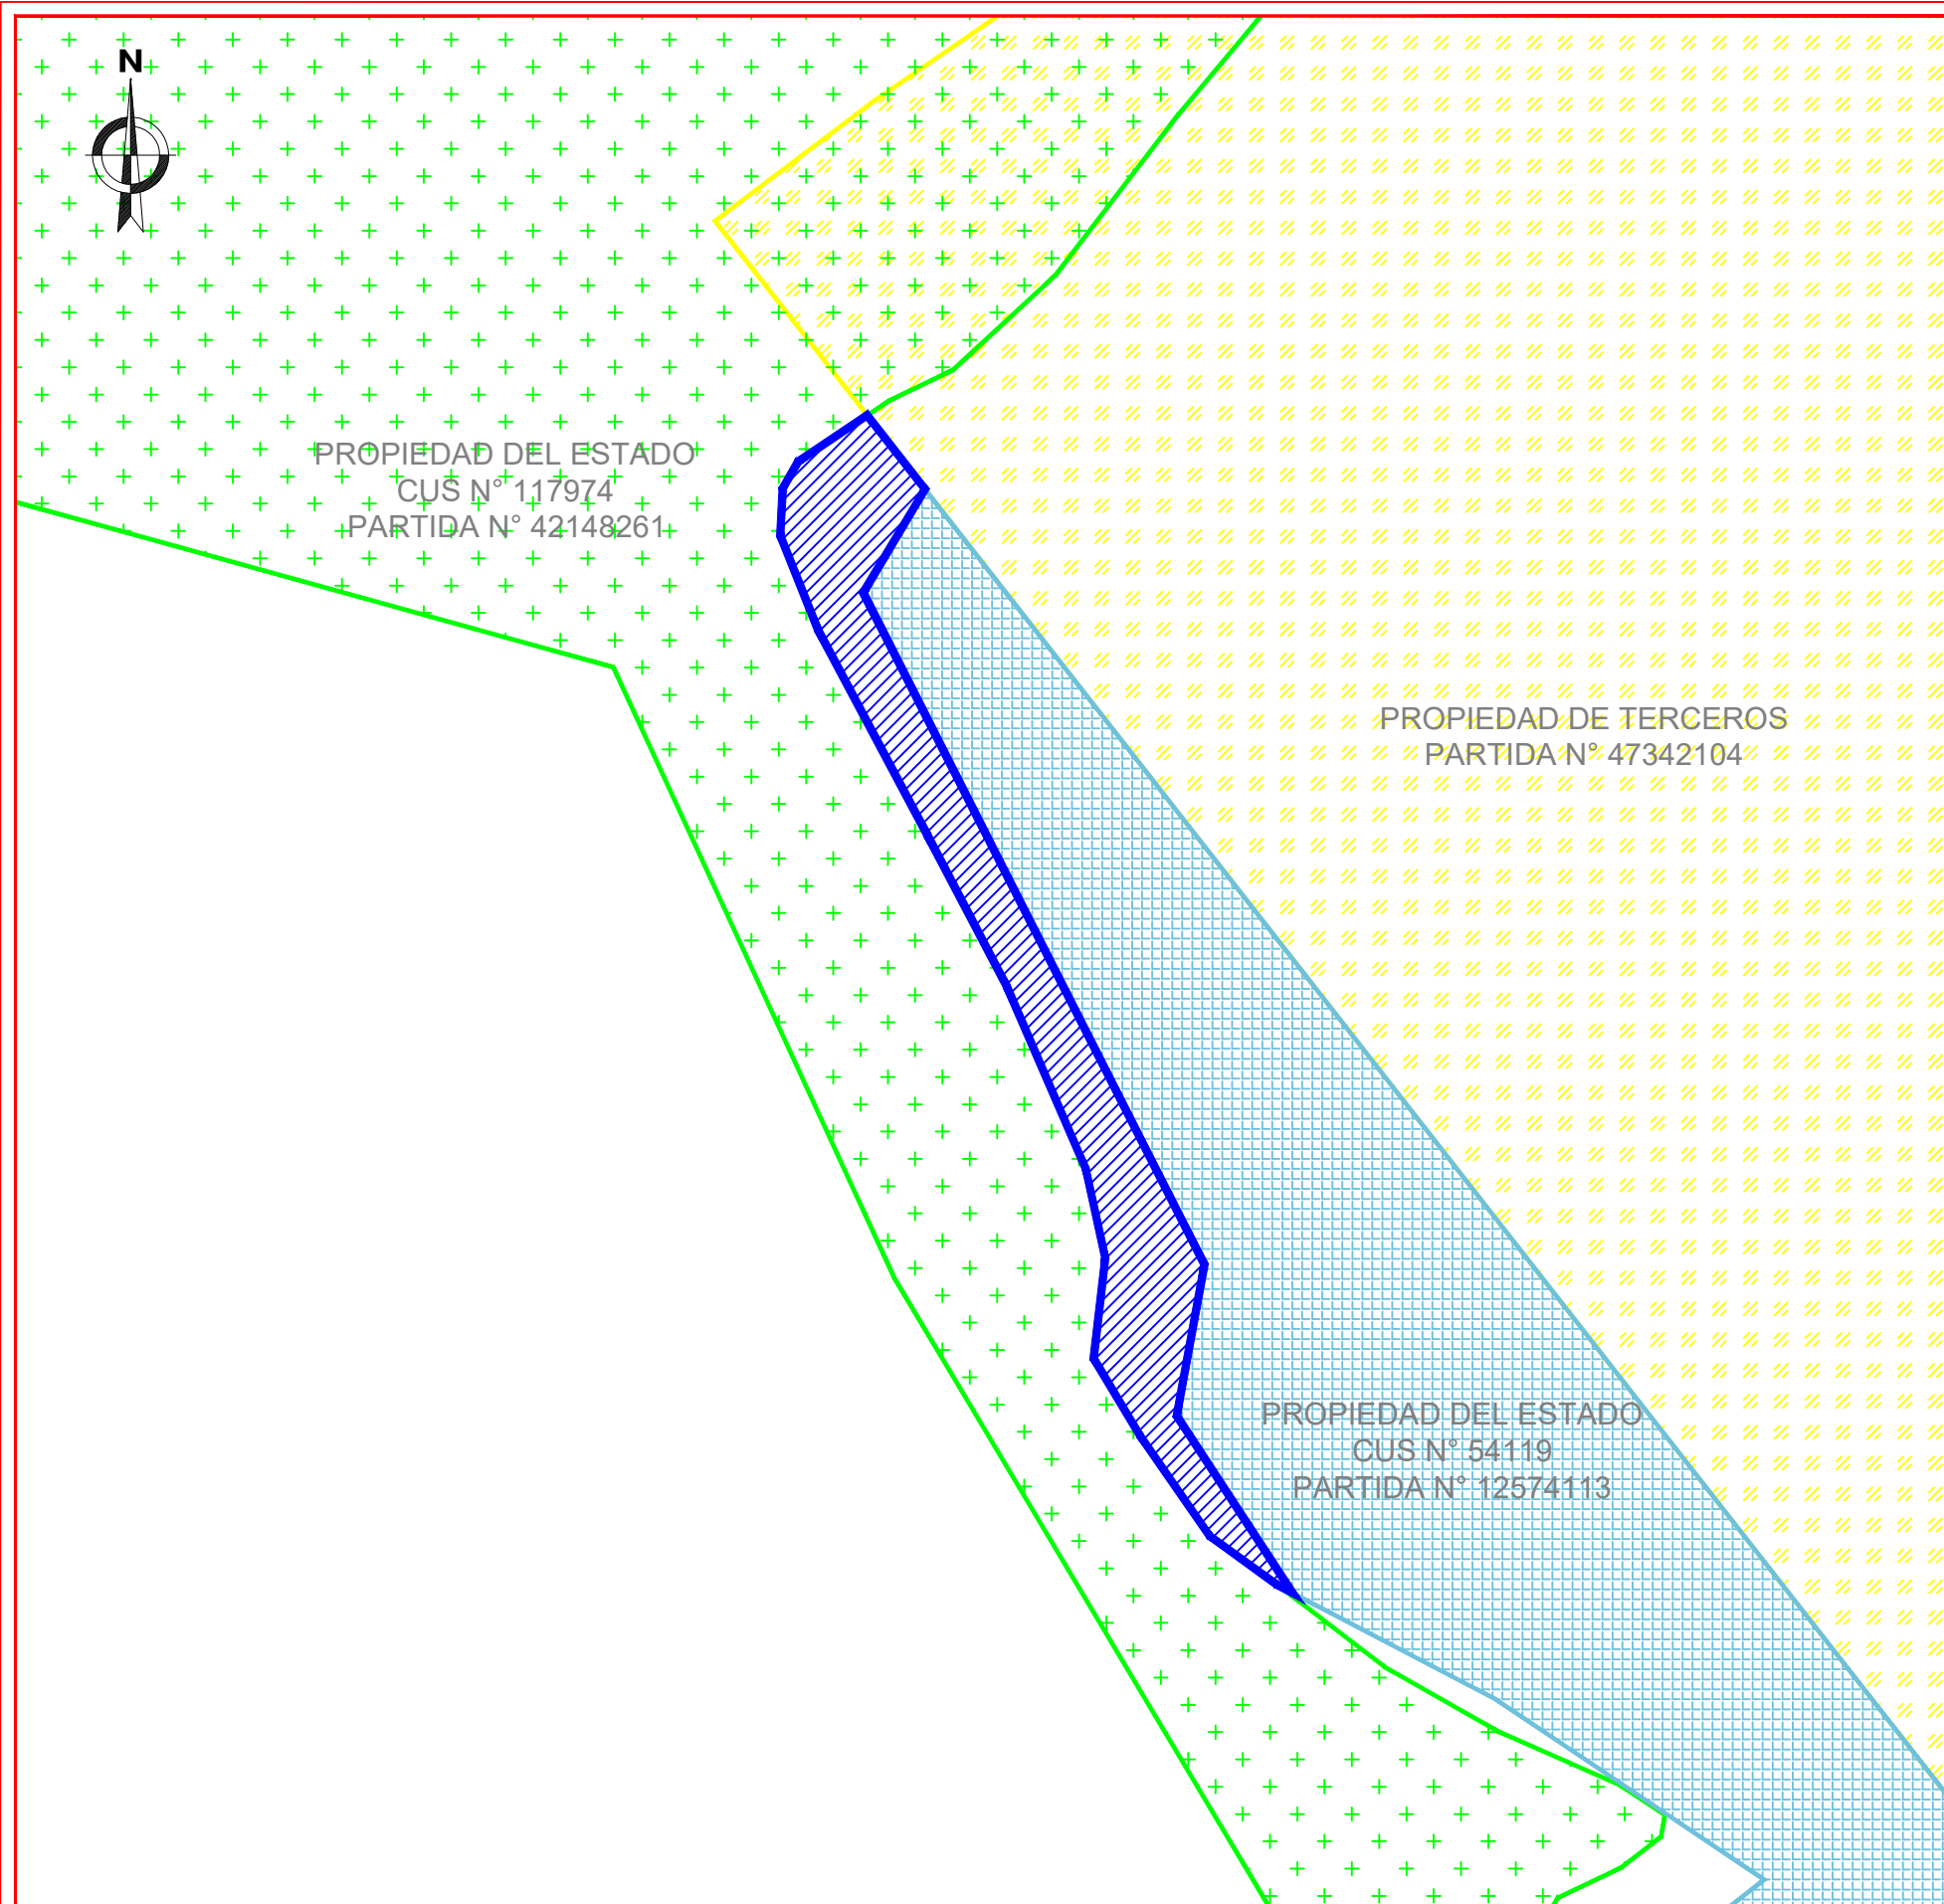 N
PROPIEDAD DEL ESTADO
CUS N° 117974
PARTIDA N° 42148261
PROPIEDAD DE TERCEROS
PARTIDA N° 47342104
PROPIEDAD DEL ESTADO
CUS N° 54119
PARTIDA N° 12574113